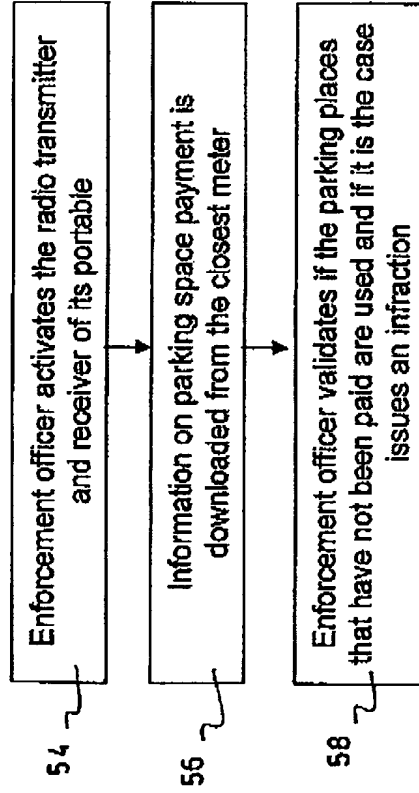 Enforcement officer activates the radio transmitter
and receiver of its portable
54
Information on parking space payment is
downloaded from the closest meter
56
Enforcement officer validates if the parking places
that have not been paid are used and if it is the case
issues an infraction
58